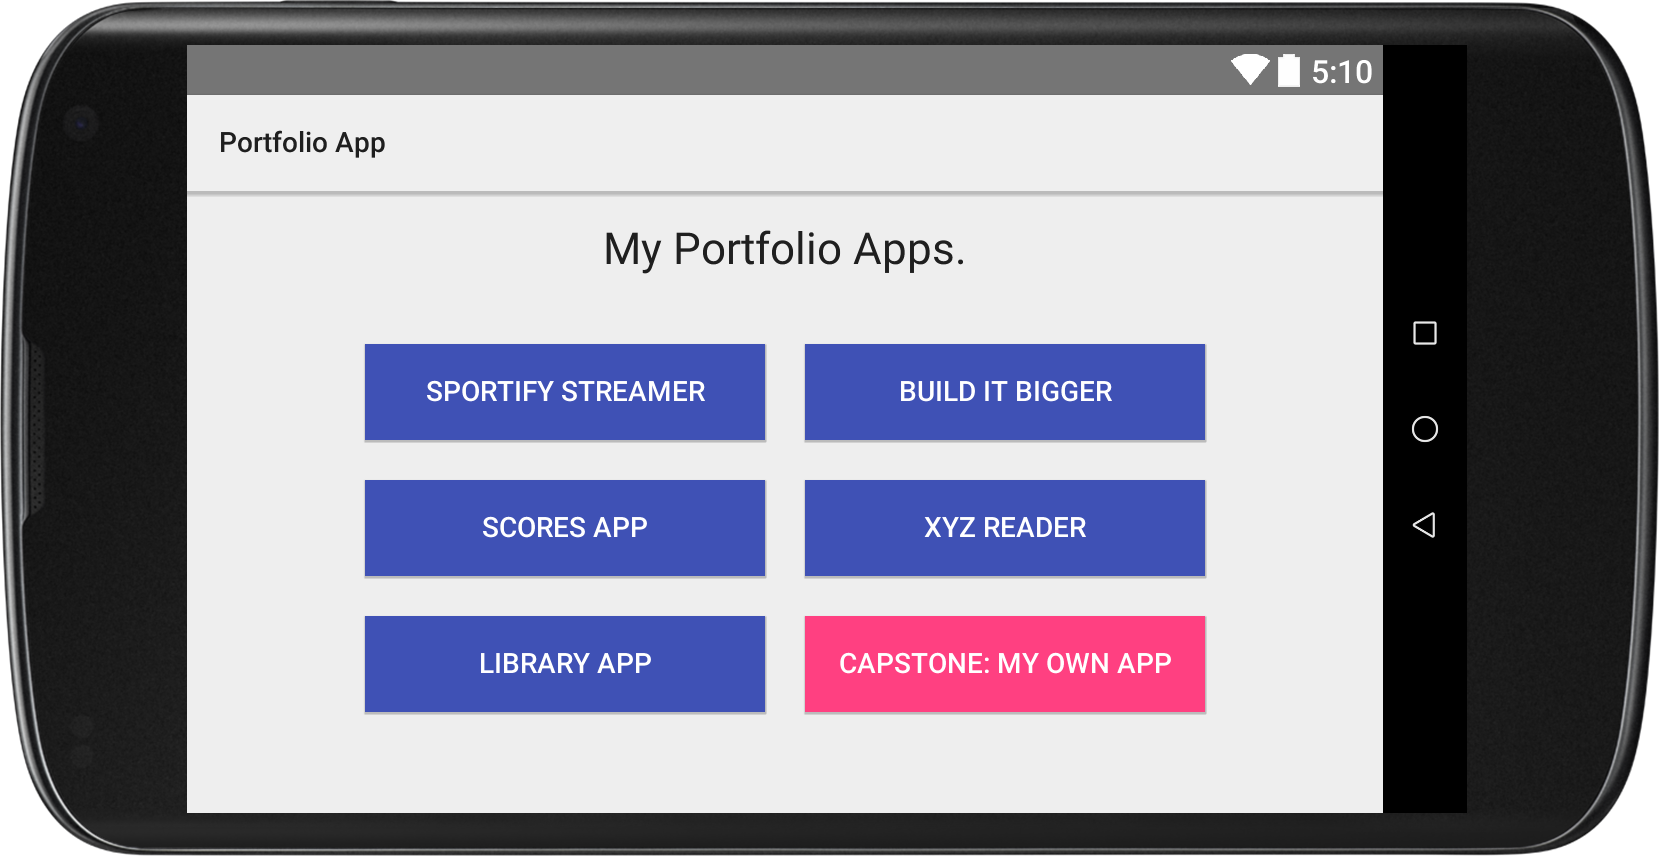 5:10
Portfolio App
My Portfolio Apps.
SPORTIFY STREAMER
BUILD IT BIGGER
SCORES APP
XYZ READER
LIBRARY APP
CAPSTONE: MY OWN APP